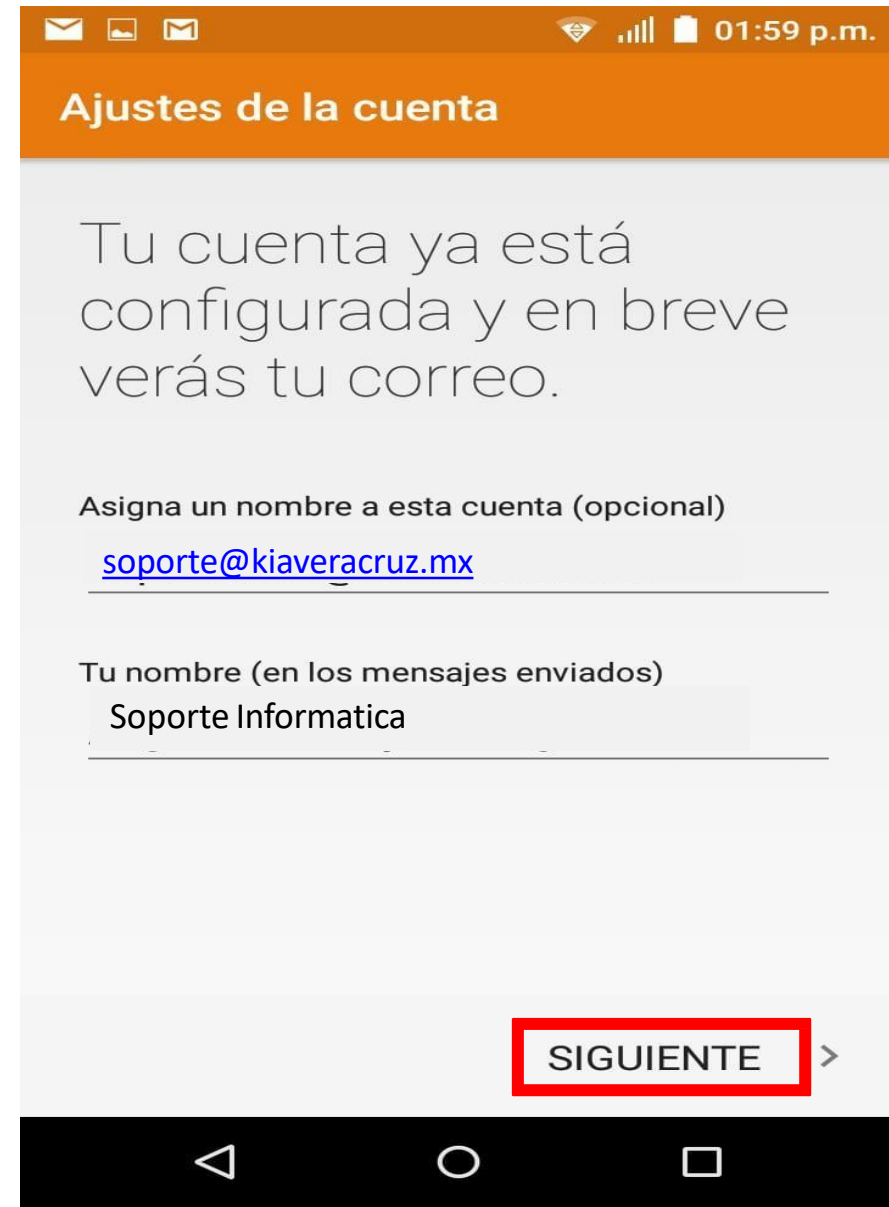 01:59 p.m.
Ajustes de la cuenta
Tu cuenta ya está
configurada y en breve
verás tu correo.
Asigna un nombre a esta cuenta (opcional)
soporte@kiaveracruz.mx
Tu nombre (en los mensajes enviados)
Soporte Informatica
SIGUIENTE >